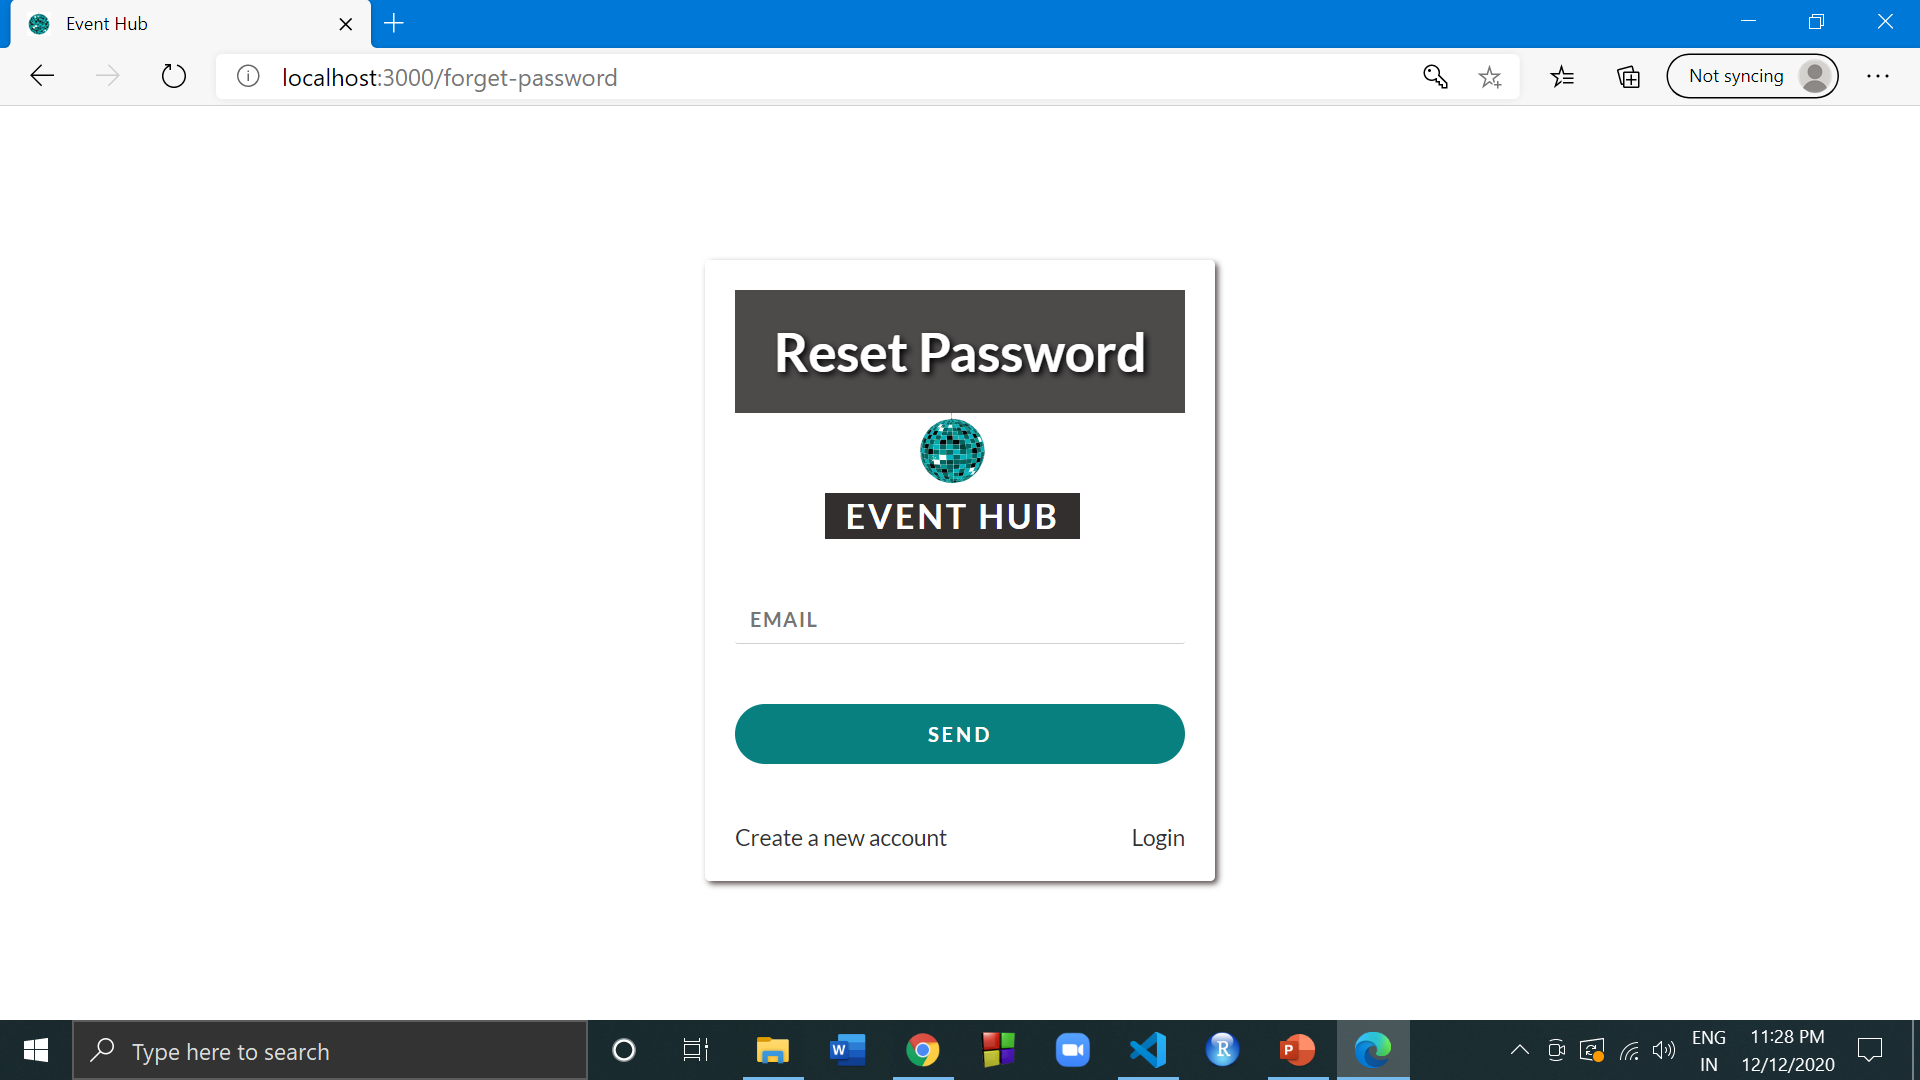 Event Hub
localhost:3000/forget-password
Not syncing
Reset Password
EVENT HUB
EMAIL
SEND
Create a new account
Login
Type here to search
W
R
P
ENG
IN
11:28 PM
12/12/2020